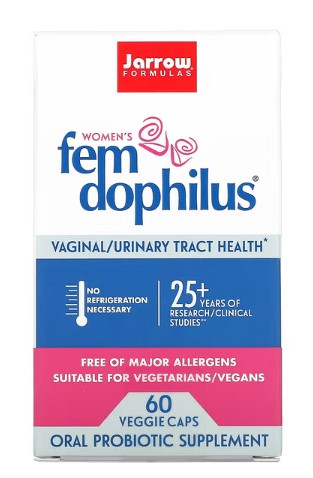 Jarrow
FORMULAS®
WOMEN'S
fem
dophilus®
VAGINAL/URINARY TRACT HEALTH*
NO
REFRIGERATION
NECESSARY
25+
YEARS OF
RESEARCH/CLINICAL
STUDIES**
FREE OF MAJOR ALLERGENS
SUITABLE FOR VEGETARIANS/VEGANS
60
VEGGIE CAPS
ORAL PROBIOTIC SUPPLEMENT